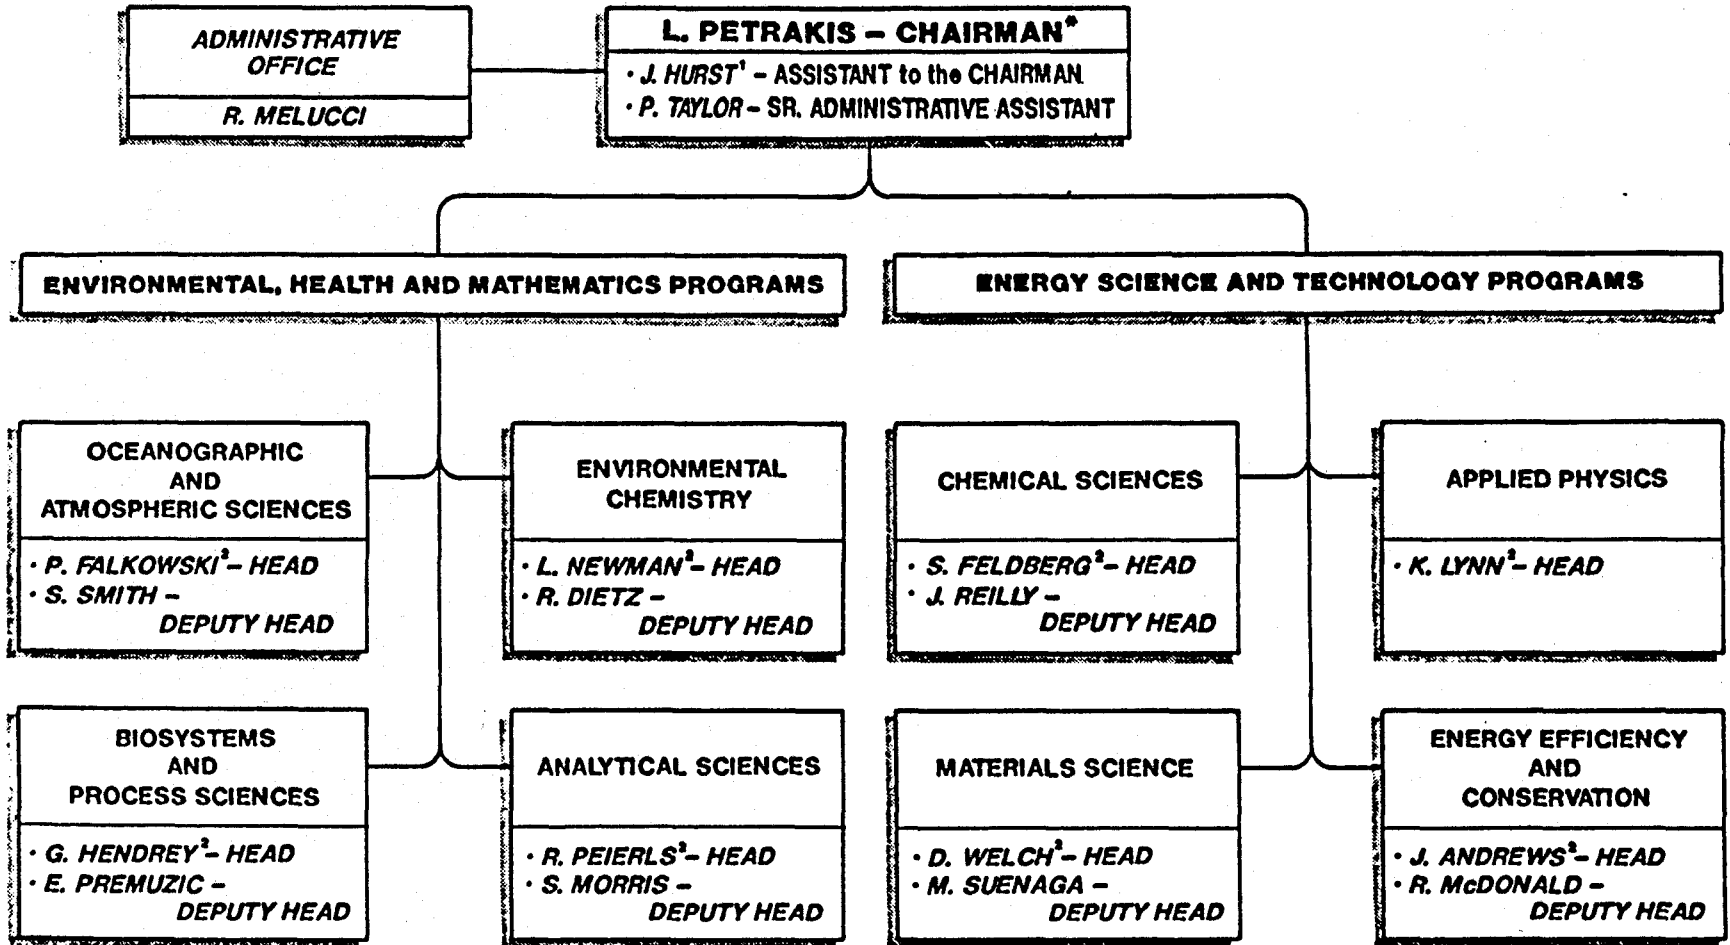 ADMINISTRATIVE
OFFICE
R. MELUCCI
L. PETRAKIS – CHAIRMAN*
· J. HURST¹ – ASSISTANT to the CHAIRMAN
· P. TAYLOR – SR. ADMINISTRATIVE ASSISTANT
ENVIRONMENTAL, HEALTH AND MATHEMATICS PROGRAMS
ENERGY SCIENCE AND TECHNOLOGY PROGRAMS
OCEANOGRAPHIC
AND
ATMOSPHERIC SCIENCES
· P. FALKOWSKI² – HEAD
· S. SMITH –
DEPUTY HEAD
ENVIRONMENTAL
CHEMISTRY
· L. NEWMAN² – HEAD
· R. DIETZ –
DEPUTY HEAD
CHEMICAL SCIENCES
· S. FELDBERG² – HEAD
· J. REILLY –
DEPUTY HEAD
APPLIED PHYSICS
· K. LYNN² – HEAD
BIOSYSTEMS
AND
PROCESS SCIENCES
· G. HENDREY² – HEAD
· E. PREMUZIC –
DEPUTY HEAD
ANALYTICAL SCIENCES
· R. PEIERLS² – HEAD
· S. MORRIS –
DEPUTY HEAD
MATERIALS SCIENCE
· D. WELCH² – HEAD
· M. SUENAGA –
DEPUTY HEAD
ENERGY EFFICIENCY
AND
CONSERVATION
· J. ANDREWS² – HEAD
· R. McDONALD –
DEPUTY HEAD